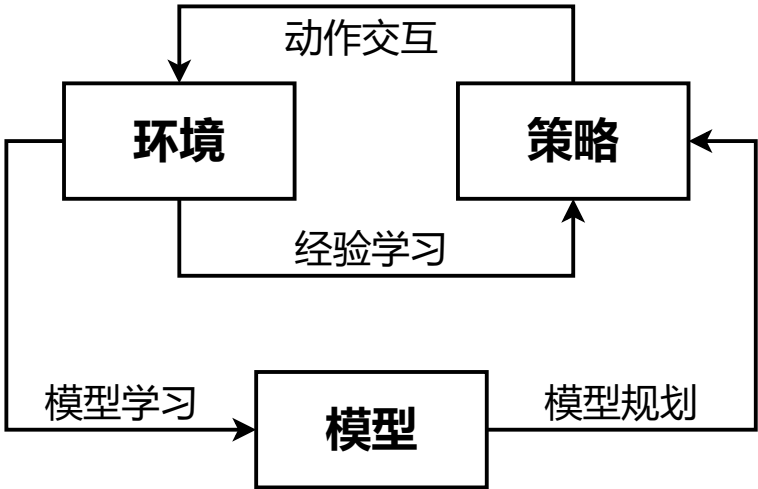 动作交互
环境
策略
经验学习
模型学习
模型
模型规划